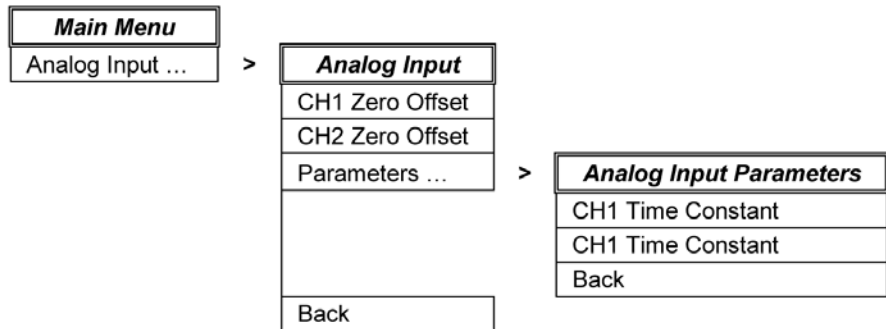 Main Menu
Analog Input …
>
Analog Input
CH1 Zero Offset
CH2 Zero Offset
Parameters …
>
Analog Input Parameters
CH1 Time Constant
CH1 Time Constant
Back
Back